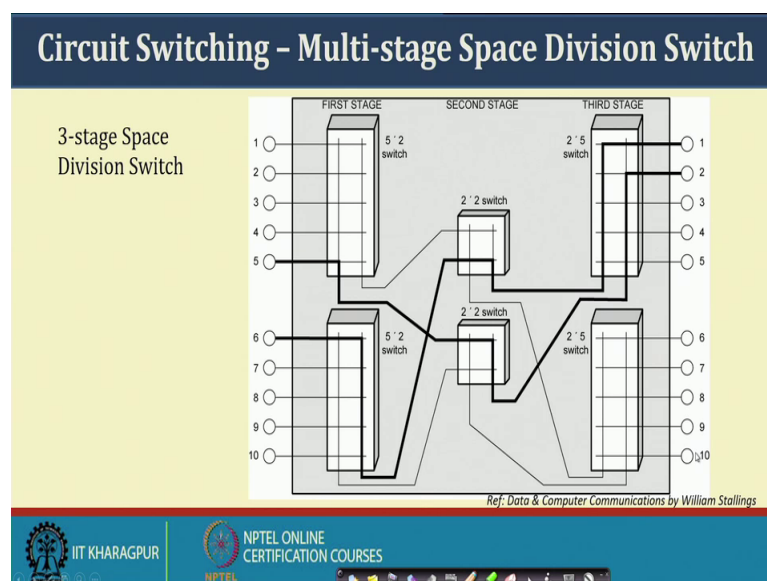 Circuit Switching – Multi-stage Space Division Switch
3-stage Space
Division Switch
FIRST STAGE
SECOND STAGE
THIRD STAGE
1
2
3
4
5
5 ´ 2
switch
2 ´ 2 switch
2 ´ 5
switch
1
2
3
4
5
6
7
8
9
10
5 ´ 2
switch
2 ´ 2 switch
2 ´ 5
switch
6
7
8
9
10
Ref: Data & Computer Communications by William Stallings
IIT KHARAGPUR
NPTEL
NPTEL ONLINE
CERTIFICATION COURSES